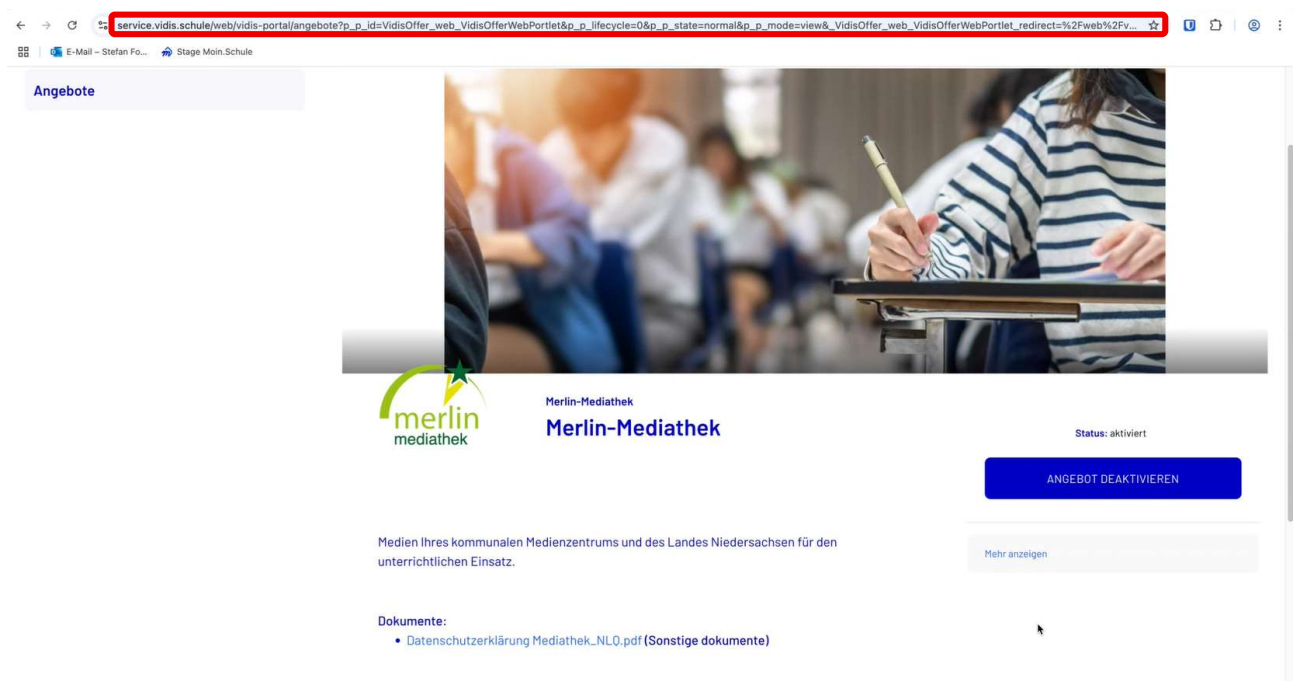 service.vidis.schule/web/vidis-portal/angebote?p_p_id=VidisOffer_web_VidisOfferWebPortlet&p_p_lifecycle=0&p_p_state=normal&p_p_mode=view&_VidisOffer_web_VidisOfferWebPortlet_redirect=%2Fweb%2Fv...
E-Mail – Stefan Fo... Stage Moin.Schule
Angebote
merlin
mediathek
Merlin-Mediathek
Merlin-Mediathek
Status: aktiviert
ANGEBOT DEAKTIVIEREN
Medien Ihres kommunalen Medienzentrums und des Landes Niedersachsen für den
unterrichtlichen Einsatz.
Mehr anzeigen
Dokumente:
• Datenschutzerklärung Mediathek_NLQ.pdf (Sonstige dokumente)